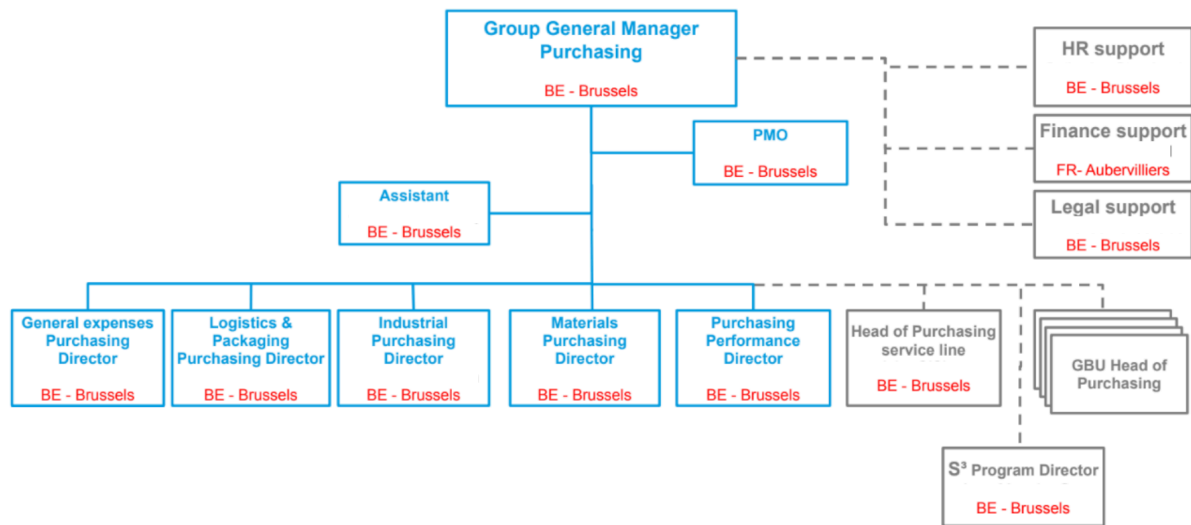 Group General Manager
Purchasing
BE - Brussels
HR support
BE - Brussels
PMO
BE - Brussels
Finance support
FR- Aubervilliers
Assistant
BE - Brussels
Legal support
BE - Brussels
General expenses
Purchasing
Director
BE - Brussels
Logistics &
Packaging
Purchasing Director
BE - Brussels
Industrial
Purchasing
Director
BE - Brussels
Materials
Purchasing
Director
BE - Brussels
Purchasing
Performance
Director
BE - Brussels
Head of Purchasing
service line
BE - Brussels
GBU Head of
Purchasing
S³ Program Director
BE - Brussels